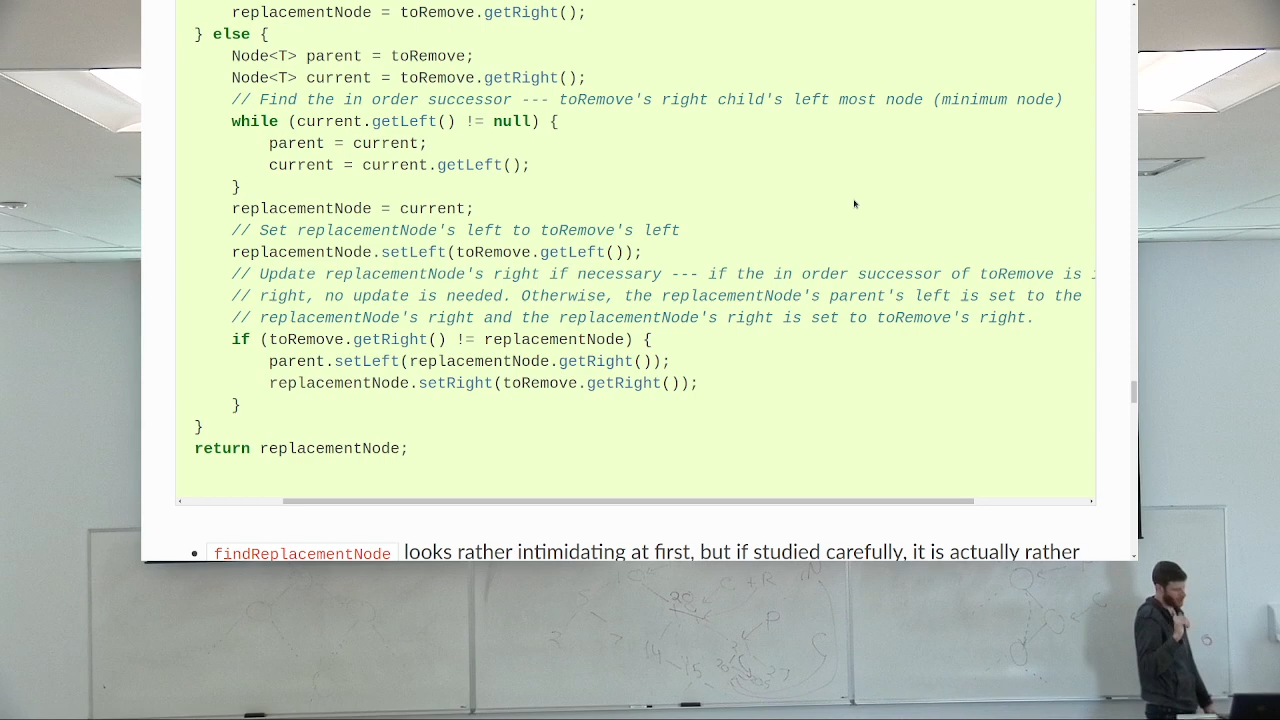 replacementNode = toRemove.getRight();
} else {
Node<T> parent = toRemove;
Node<T> current = toRemove.getRight();
// Find the in order successor --- toRemove's right child's left most node (minimum node)
while (current.getLeft() != null) {
parent = current;
current = current.getLeft();
}
replacementNode = current;
// Set replacementNode's left to toRemove's left
replacementNode.setLeft(toRemove.getLeft());
// Update replacementNode's right if necessary --- if the in order successor of toRemove is
// right, no update is needed. Otherwise, the replacementNode's parent's left is set to the
// replacementNode's right and the replacementNode's right is set to toRemove's right.
if (toRemove.getRight() != replacementNode) {
parent.setLeft(replacementNode.getRight());
replacementNode.setRight(toRemove.getRight());
}
}
return replacementNode;
• findReplacementNode looks rather intimidating at first, but if studied carefully, it is actually rather